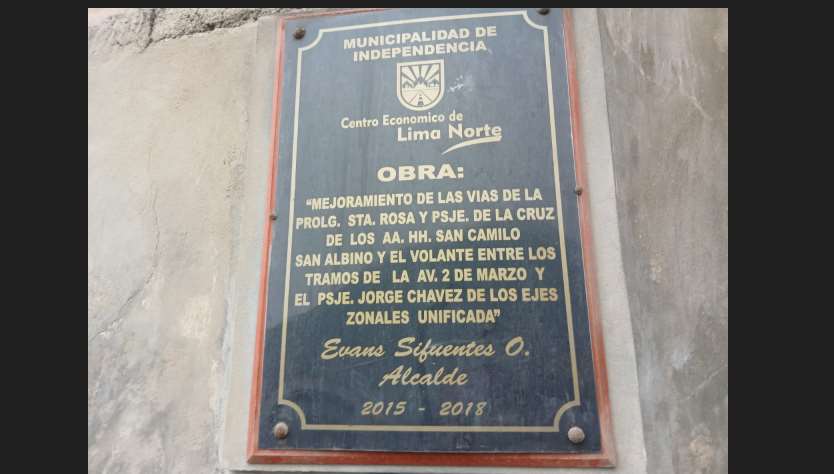 MUNICIPALIDAD DE
INDEPENDENCIA
Centro Economico de
Lima Norte
OBRA:
"MEJORAMIENTO DE LAS VIAS DE LA
PROLG. STA. ROSA Y PSJE. DE LA CRUZ
DE LOS AA. HH. SAN CAMILO
SAN ALBINO Y EL VOLANTE ENTRE LOS
TRAMOS DE LA AV. 2 DE MARZO Y
EL PSJE. JORGE CHAVEZ DE LOS EJES
ZONALES UNIFICADA"
Evans Sifuentes O.
Alcalde
2015 - 2018